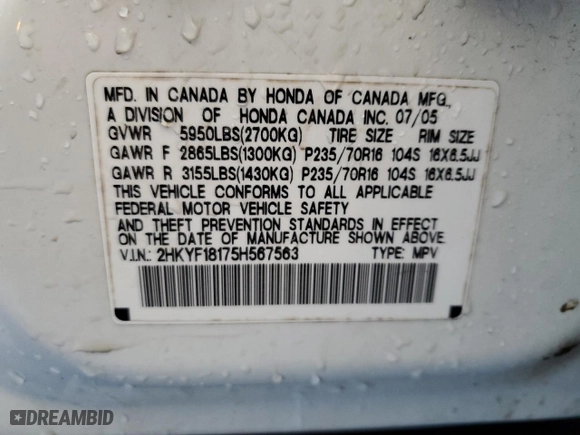 MFD. IN CANADA BY HONDA OF CANADA MFG.,
A DIVISION OF HONDA CANADA INC. 07/05
GVWR 5950LBS(2700KG) TIRE SIZE RIM SIZE
GAWR F 2865LBS(1300KG) P235/70R16 104S 16X6.5JJ
GAWR R 3155LBS(1430KG) P235/70R16 104S 16X6.5JJ
THIS VEHICLE CONFORMS TO ALL APPLICABLE
FEDERAL MOTOR VEHICLE SAFETY
AND THEFT PREVENTION STANDARDS IN EFFECT
ON THE DATE OF MANUFACTURE SHOWN ABOVE.
V.I.N.: 2HKYF18175H567563 TYPE: MPV
DREAMBID